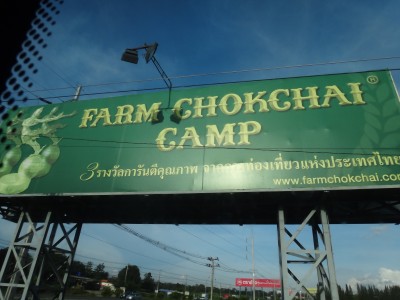 FARM CHOKCHAI ®
CAMP
3 รางวัลการันตีคุณภาพ จากการท่องเที่ยวแห่งประเทศไทย
www.farmchokchai.com